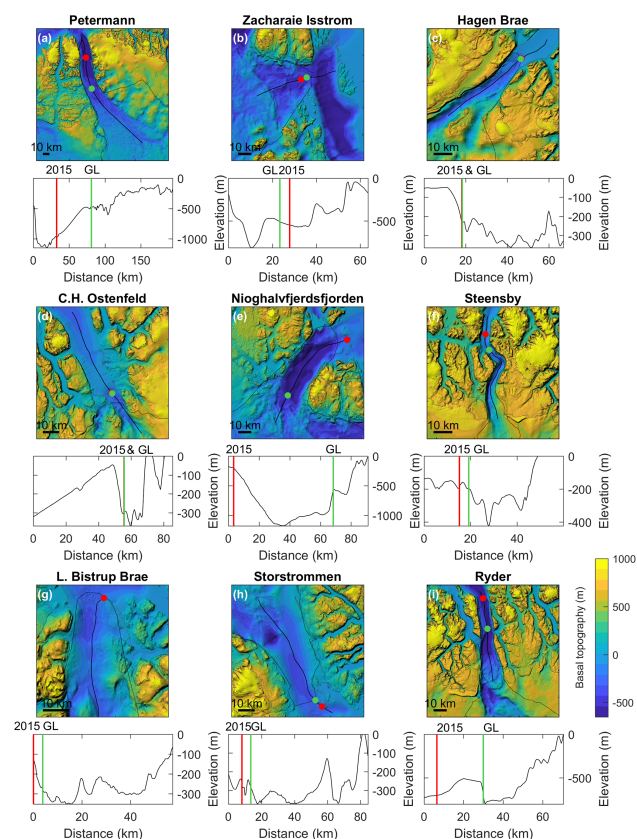 Petermann
Zacharaie Isstrom
Hagen Brae
(a)
(b)
(c)
10 km
10 km
10 km
2015 GL
GL 2015
2015 & GL
0
-500
-1000
Elevation (m)
0
-500
Elevation (m)
0
-100
-200
-300
Elevation (m)
0 50 100 150
0 20 40 60
0 20 40 60
Distance (km)
Distance (km)
Distance (km)
C.H. Ostenfeld
Nioghalvfjerdsfjorden
Steensby
(d)
(e)
(f)
10 km
10 km
10 km
2015 & GL
2015 GL
2015 GL
0
-100
-200
-300
Elevation (m)
0
-500
-1000
Elevation (m)
0
-200
-400
Elevation (m)
0 20 40 60 80
0 20 40 60 80
0 20 40
Distance (km)
Distance (km)
Distance (km)
L. Bistrup Brae
Storstrommen
Ryder
(g)
(h)
(i)
10 km
10 km
10 km
1000
500
0
-500
Basal topography (m)
2015 GL
2015GL
2015 GL
0
-100
-200
-300
Elevation (m)
0
-100
-200
-300
Elevation (m)
0
-500
Elevation (m)
0 20 40
0 20 40 60 80
0 20 40 60
Distance (km)
Distance (km)
Distance (km)